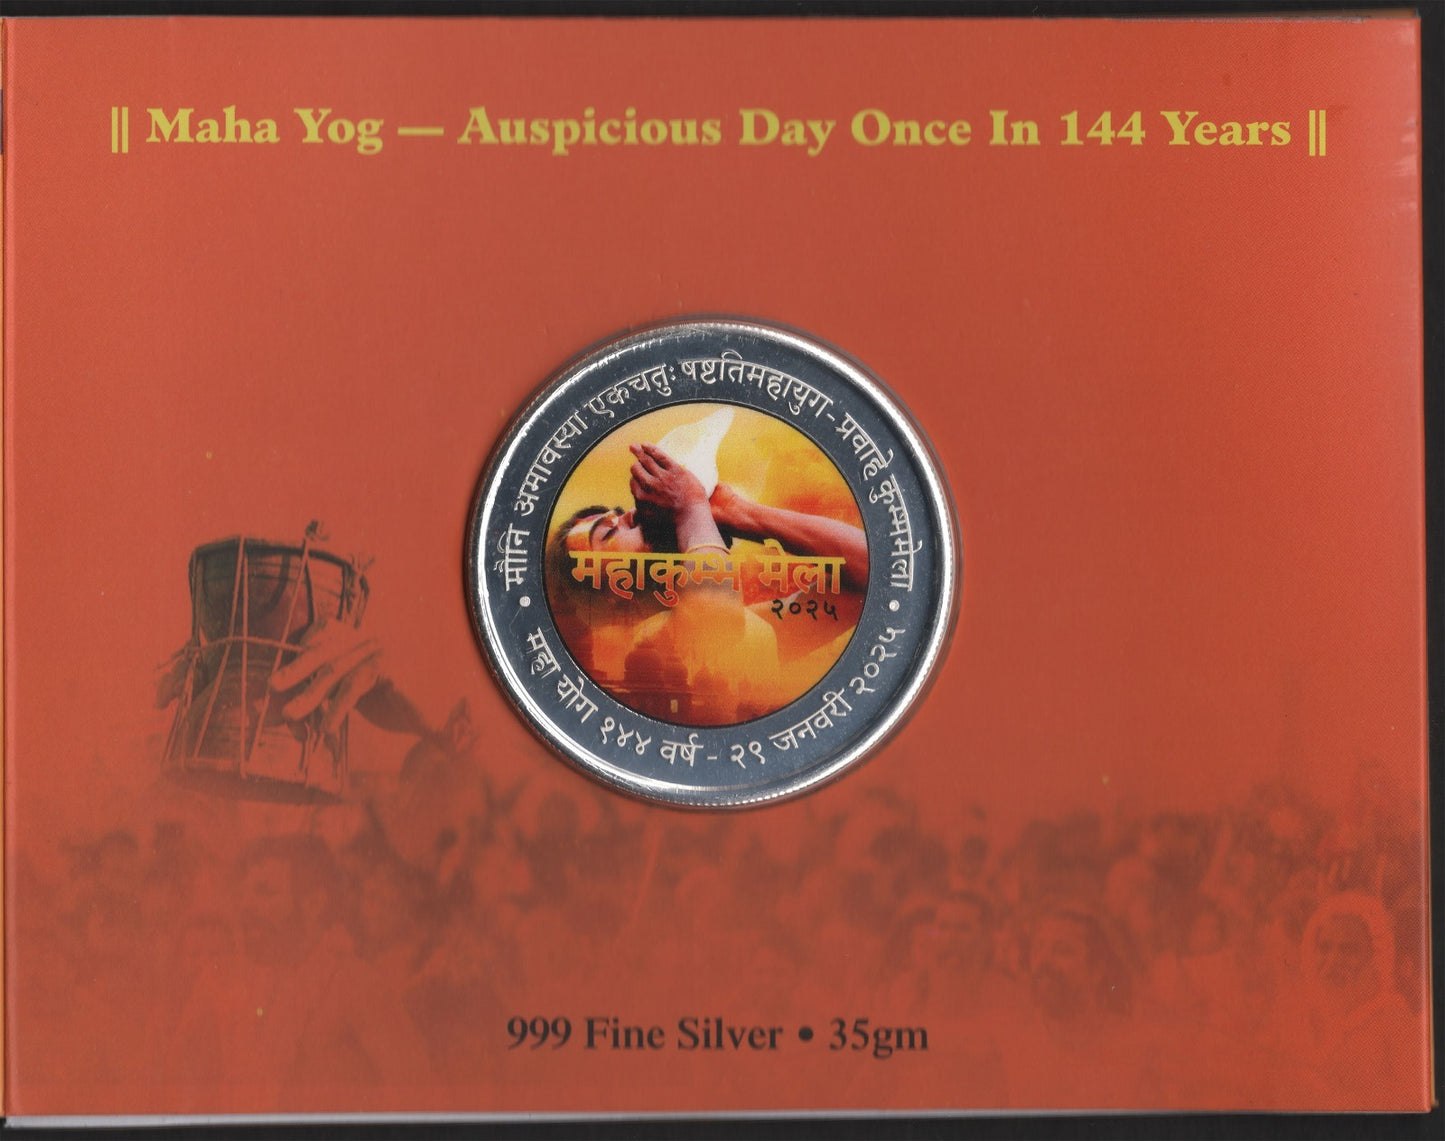 || Maha Yog — Auspicious Day Once In 144 Years ||
• मौनि अमावस्या एकचतुः षष्टतिमहायुग - प्रवाहे कुम्भमेला •
महाकुम्भ मेला
२०२५
महा योग १४४ वर्ष - २९ जनवरी २०२५
999 Fine Silver • 35gm